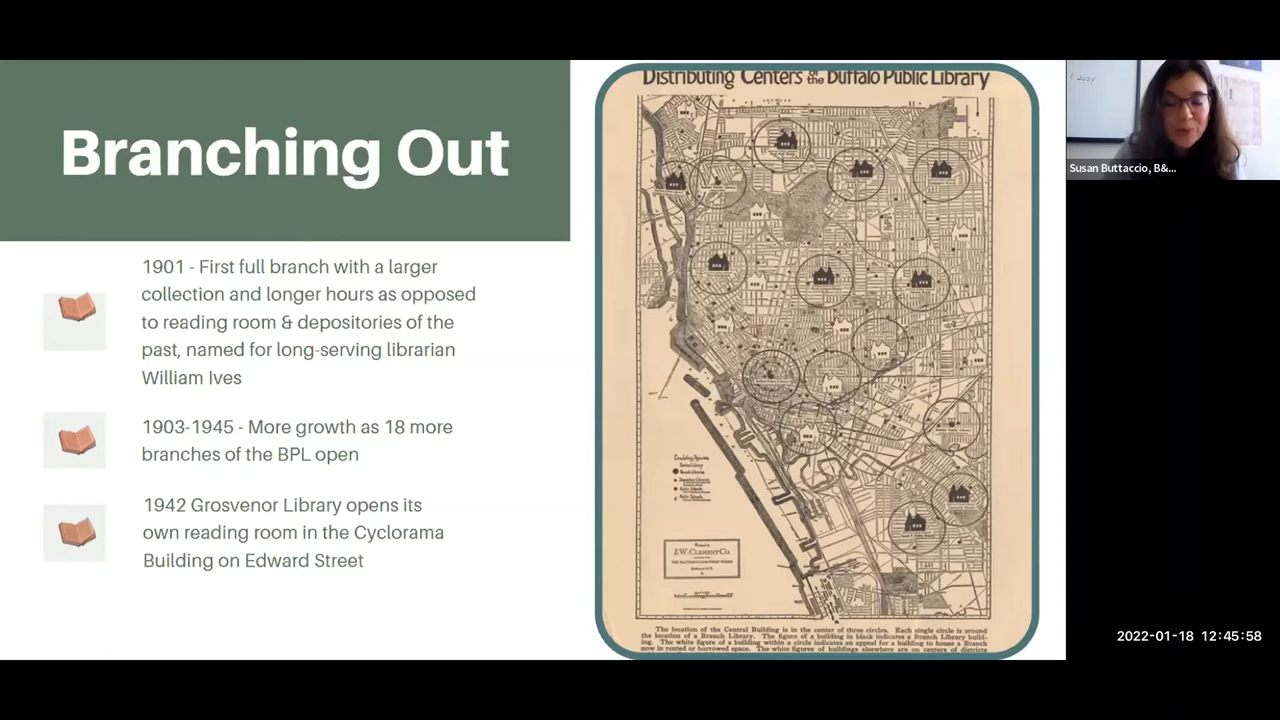 Branching Out
1901 - First full branch with a larger
collection and longer hours as opposed
to reading room & depositories of the
past, named for long-serving librarian
William Ives
1903-1945 - More growth as 18 more
branches of the BPL open
1942 Grosvenor Library opens its
own reading room in the Cyclorama
Building on Edward Street
Distributing Centers of the Buffalo Public Library
Circulating Agencies
Central Library
Branch Libraries
J.W. CLEMENT CO.
The location of the Central Building is in the center of three circles. Each single circle is around
the location of a Branch Library. The figure of a building in black indicates a Branch Library build-
ing. The white figure of a building within a circle indicates an appeal for a building to house a Branch
now in rented or borrowed space. The white figures of buildings elsewhere are on centers of districts
Susan Buttaccio, B&...
2022-01-18 12:45:58